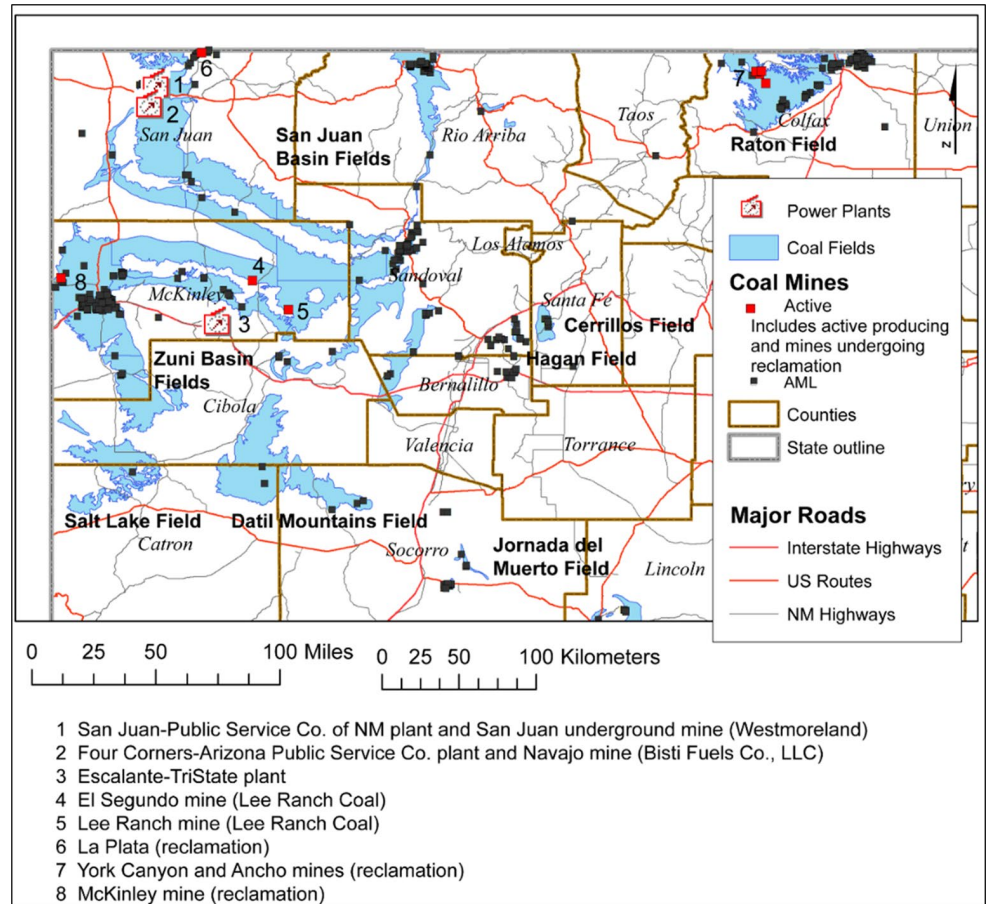 6
1
2
San Juan
San Juan
Basin Fields
Rio Arriba
Taos
7
Colfax
Raton Field
Union
N
Los Alamos
Sandoval
4
8
McKinley
5
3
Santa Fe
Cerrillos Field
Hagan Field
Zuni Basin
Fields
Cibola
Bernalillo
Valencia
Torrance
Salt Lake Field
Datil Mountains Field
Catron
Socorro
Jornada del
Muerto Field
Lincoln
Power Plants
Coal Fields
Coal Mines
Active
Includes active producing
and mines undergoing
reclamation
AML
Counties
State outline
Major Roads
Interstate Highways
US Routes
NM Highways
0 25 50 100 Miles
0 25 50 100 Kilometers
1 San Juan-Public Service Co. of NM plant and San Juan underground mine (Westmoreland)
2 Four Corners-Arizona Public Service Co. plant and Navajo mine (Bisti Fuels Co., LLC)
3 Escalante-TriState plant
4 El Segundo mine (Lee Ranch Coal)
5 Lee Ranch mine (Lee Ranch Coal)
6 La Plata (reclamation)
7 York Canyon and Ancho mines (reclamation)
8 McKinley mine (reclamation)